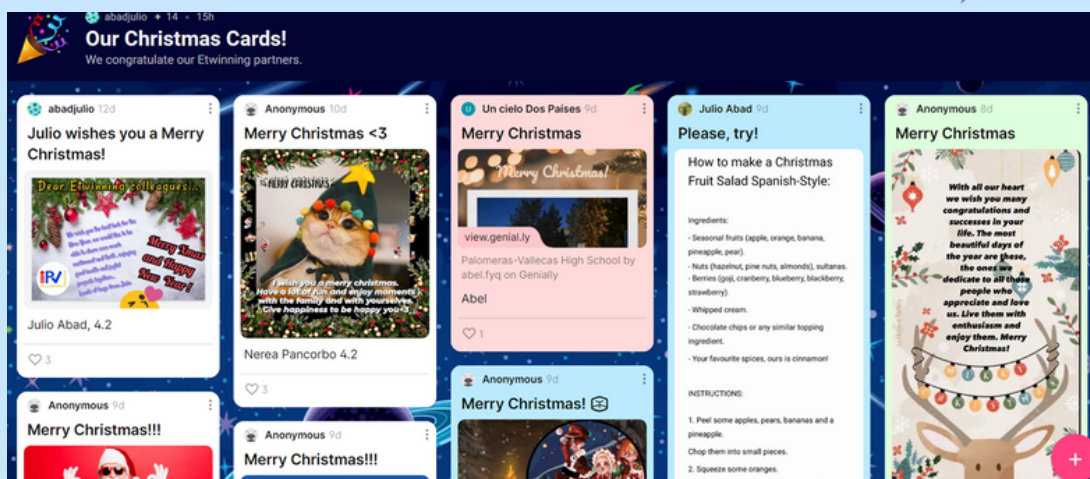 abadjulio + 14 • 15h
Our Christmas Cards!
We congratulate our Etwinning partners.
abadjulio 12d
Julio wishes you a Merry
Christmas!
Dear Etwinning colleagues...
Merry Xmas
and Happy
New Year!
Julio Abad, 4.2
3
Anonymous 9d
Merry Christmas!!!
Anonymous 10d
Merry Christmas <3
MERRY CHRISTMAS
I wish you a merry christmas.
Have a lot of fun and enjoy moments
with the family and with yourselves.
Give happiness to be happy you<3
Nerea Pancorbo 4.2
3
Anonymous 9d
Merry Christmas!!!
Un cielo Dos Países 9d
Merry Christmas
Merry Christmas!
view.genial.ly
Palomeras-Vallecas High School by
abel.fyq on Genially
Abel
1
Anonymous 9d
Merry Christmas!
Julio Abad 9d
Please, try!
How to make a Christmas
Fruit Salad Spanish-Style:
Ingredients:
- Seasonal fruits (apple, orange, banana,
pineapple, pear).
- Nuts (hazelnut, pine nuts, almonds), sultanas.
- Berries (goji, cranberry, blueberry, blackberry,
strawberry).
- Whipped cream.
- Chocolate chips or any similar topping
ingredient.
- Your favourite spices, ours is cinnamon!
INSTRUCTIONS:
1. Peel some apples, pears, bananas and a
pineapple.
Chop them into small pieces.
2. Squeeze some oranges.
Anonymous 8d
Merry Christmas
With all our heart
we wish you many
congratulations and
successes in your
life. The most
beautiful days of
the year are these,
the ones we
dedicate to all those
people who
appreciate and love
us. Live them with
enthusiasm and
enjoy them. Merry
Christmas!